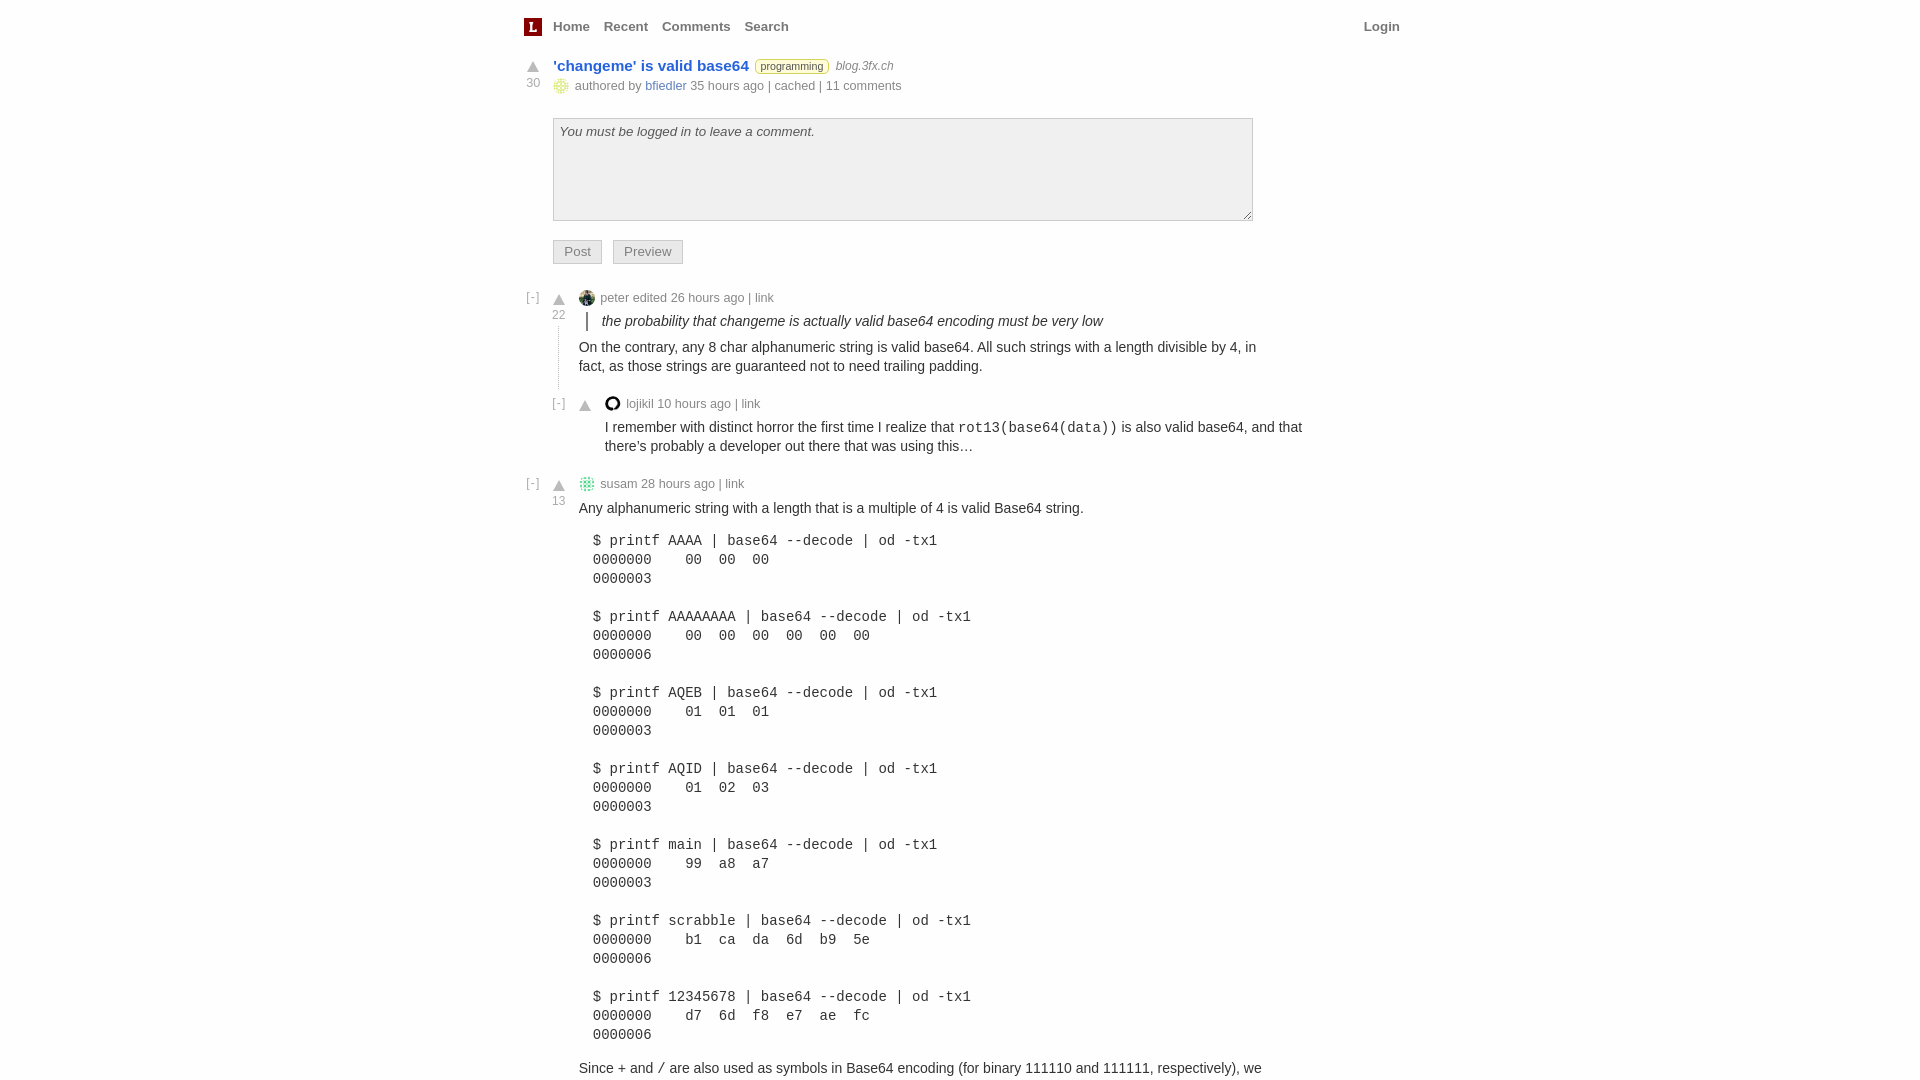 L Home Recent Comments Search Login
'changeme' is valid base64 programming blog.3fx.ch
30
authored by bfiedler 35 hours ago | cached | 11 comments
You must be logged in to leave a comment.
Post Preview
[-] peter edited 26 hours ago | link
22
the probability that changeme is actually valid base64 encoding must be very low
On the contrary, any 8 char alphanumeric string is valid base64. All such strings with a length divisible by 4, in
fact, as those strings are guaranteed not to need trailing padding.
[-] lojikil 10 hours ago | link
I remember with distinct horror the first time I realize that rot13(base64(data)) is also valid base64, and that
there’s probably a developer out there that was using this…
[-] susam 28 hours ago | link
13
Any alphanumeric string with a length that is a multiple of 4 is valid Base64 string.
$ printf AAAA | base64 --decode | od -tx1
0000000    00  00  00
0000003
$ printf AAAAAAAA | base64 --decode | od -tx1
0000000    00  00  00  00  00  00
0000006
$ printf AQEB | base64 --decode | od -tx1
0000000    01  01  01
0000003
$ printf AQID | base64 --decode | od -tx1
0000000    01  02  03
0000003
$ printf main | base64 --decode | od -tx1
0000000    99  a8  a7
0000003
$ printf scrabble | base64 --decode | od -tx1
0000000    b1  ca  da  6d  b9  5e
0000006
$ printf 12345678 | base64 --decode | od -tx1
0000000    d7  6d  f8  e7  ae  fc
0000006
Since + and / are also used as symbols in Base64 encoding (for binary 111110 and 111111, respectively), we